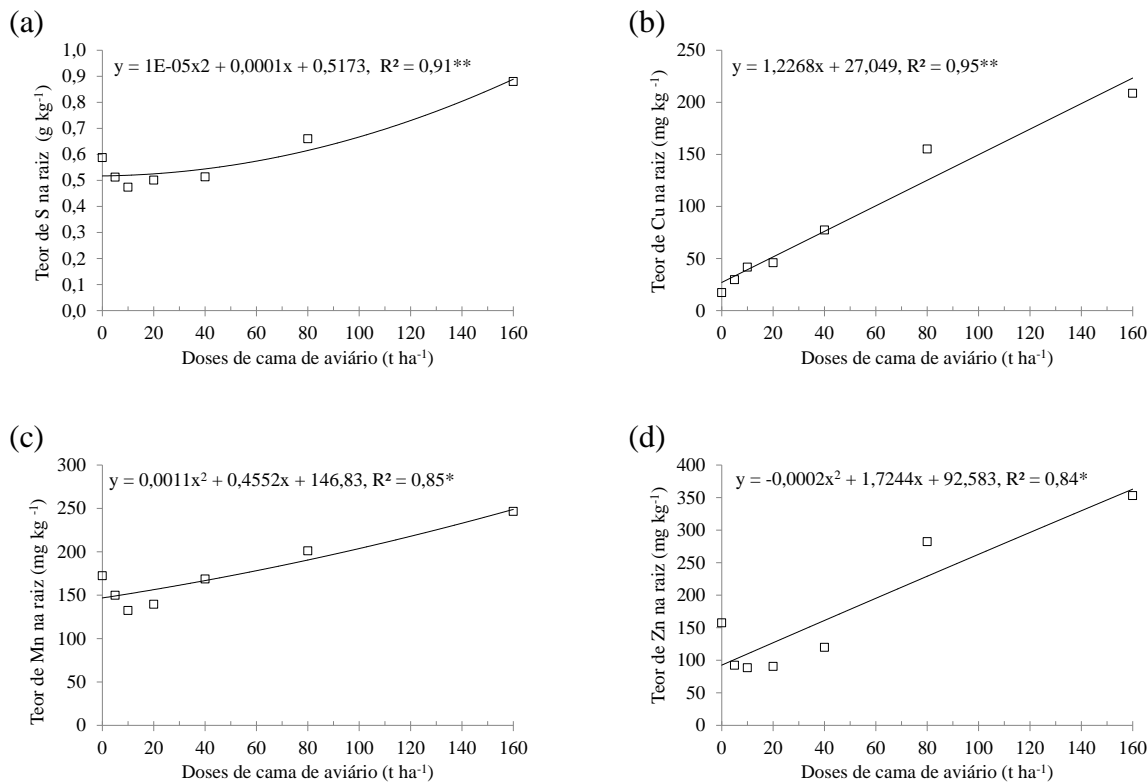 (a)
y = 1E-05x2 + 0,0001x + 0,5173, R² = 0,91**
Teor de S na raiz (g kg⁻¹)
1,0
0,9
0,8
0,7
0,6
0,5
0,4
0,3
0,2
0,1
0,0
0 20 40 60 80 100 120 140 160
Doses de cama de aviário (t ha⁻¹)
(b)
y = 1,2268x + 27,049, R² = 0,95**
Teor de Cu na raiz (mg kg⁻¹)
250
200
150
100
50
0
0 20 40 60 80 100 120 140 160
Doses de cama de aviário (t ha⁻¹)
(c)
y = 0,0011x² + 0,4552x + 146,83, R² = 0,85*
Teor de Mn na raiz (mg kg⁻¹)
300
250
200
150
100
50
0
0 20 40 60 80 100 120 140 160
Doses de cama de aviário (t ha⁻¹)
(d)
y = -0,0002x² + 1,7244x + 92,583, R² = 0,84*
Teor de Zn na raiz (mg kg⁻¹)
400
350
300
250
200
150
100
50
0
0 20 40 60 80 100 120 140 160
Doses de cama de aviário (t ha⁻¹)